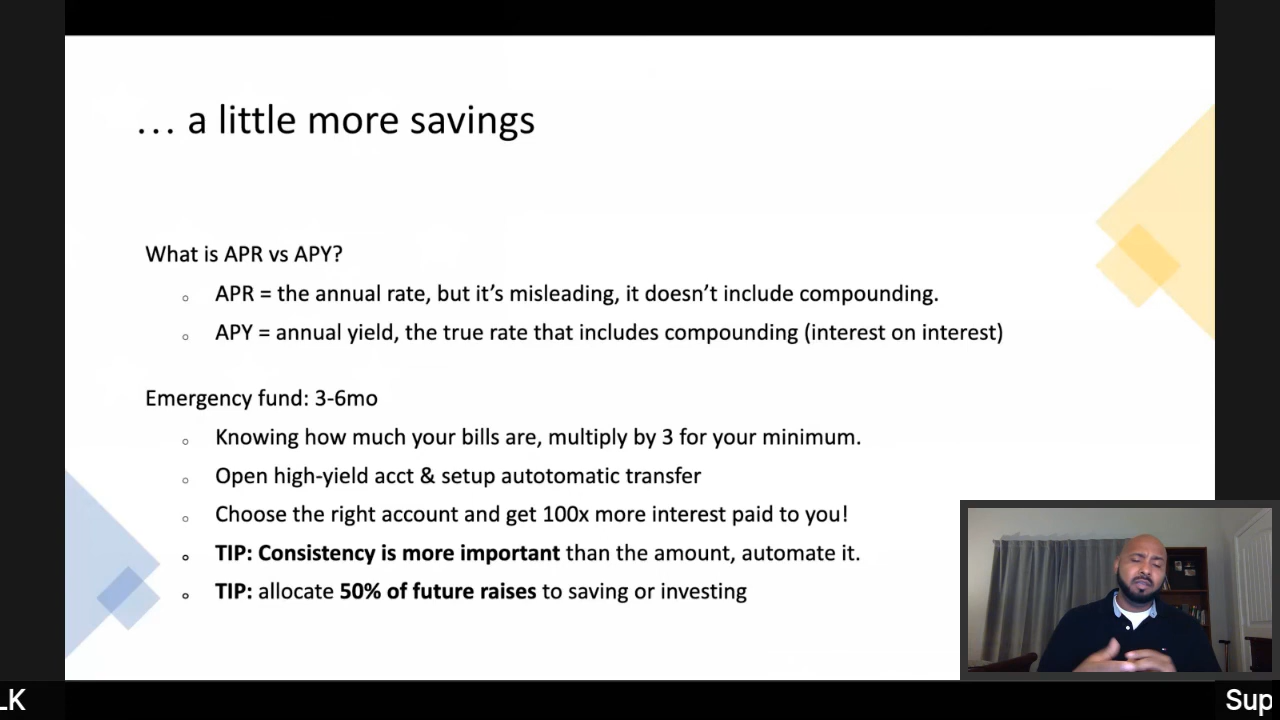 ... a little more savings
What is APR vs APY?
APR = the annual rate, but it's misleading, it doesn't include compounding.
APY = annual yield, the true rate that includes compounding (interest on interest)
Emergency fund: 3-6mo
Knowing how much your bills are, multiply by 3 for your minimum.
Open high-yield acct & setup autotomatic transfer
Choose the right account and get 100x more interest paid to you!
TIP: Consistency is more important than the amount, automate it.
TIP: allocate 50% of future raises to saving or investing
LK
Sup